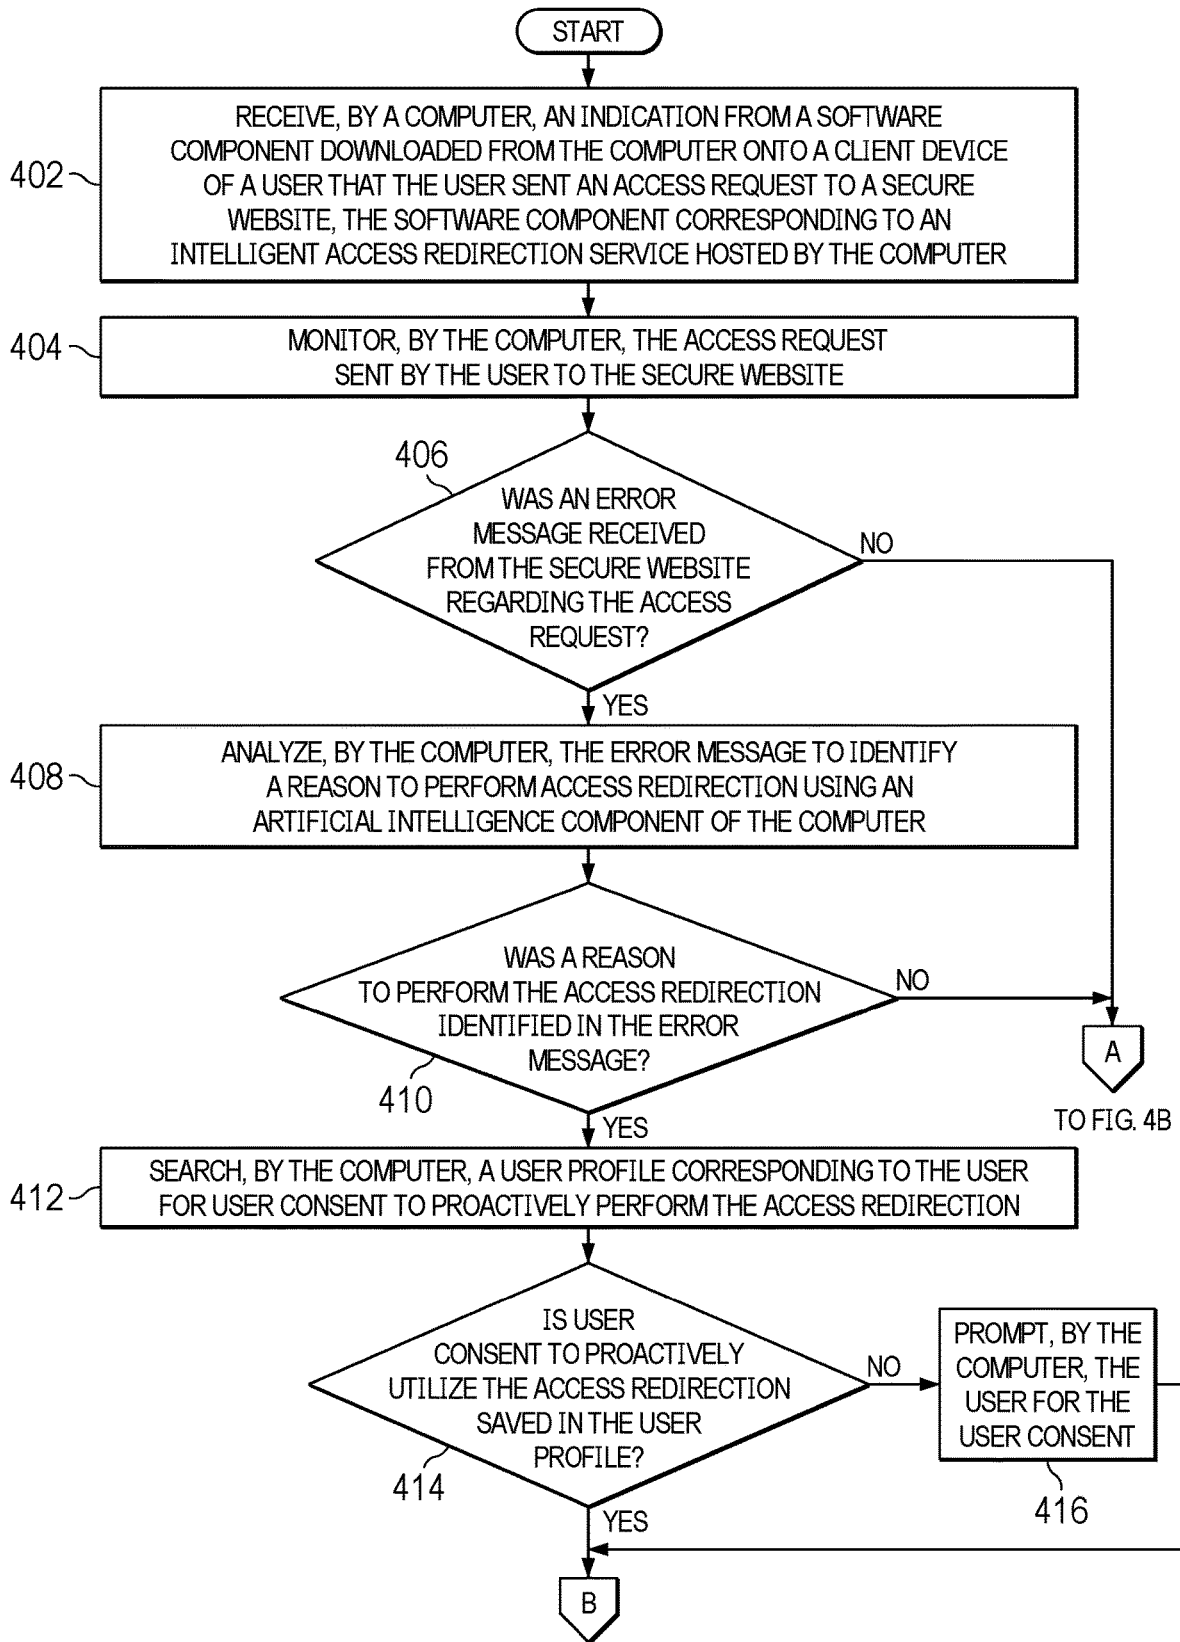 START
RECEIVE, BY A COMPUTER, AN INDICATION FROM A SOFTWARE
COMPONENT DOWNLOADED FROM THE COMPUTER ONTO A CLIENT DEVICE
OF A USER THAT THE USER SENT AN ACCESS REQUEST TO A SECURE
WEBSITE, THE SOFTWARE COMPONENT CORRESPONDING TO AN
INTELLIGENT ACCESS REDIRECTION SERVICE HOSTED BY THE COMPUTER
402
MONITOR, BY THE COMPUTER, THE ACCESS REQUEST
SENT BY THE USER TO THE SECURE WEBSITE
404
406
WAS AN ERROR
MESSAGE RECEIVED
FROM THE SECURE WEBSITE
REGARDING THE ACCESS
REQUEST?
NO
YES
ANALYZE, BY THE COMPUTER, THE ERROR MESSAGE TO IDENTIFY
A REASON TO PERFORM ACCESS REDIRECTION USING AN
ARTIFICIAL INTELLIGENCE COMPONENT OF THE COMPUTER
408
WAS A REASON
TO PERFORM THE ACCESS REDIRECTION
IDENTIFIED IN THE ERROR
MESSAGE?
410
NO
A
TO FIG. 4B
YES
SEARCH, BY THE COMPUTER, A USER PROFILE CORRESPONDING TO THE USER
FOR USER CONSENT TO PROACTIVELY PERFORM THE ACCESS REDIRECTION
412
IS USER
CONSENT TO PROACTIVELY
UTILIZE THE ACCESS REDIRECTION
SAVED IN THE USER
PROFILE?
414
NO
PROMPT, BY THE
COMPUTER, THE
USER FOR THE
USER CONSENT
416
YES
B